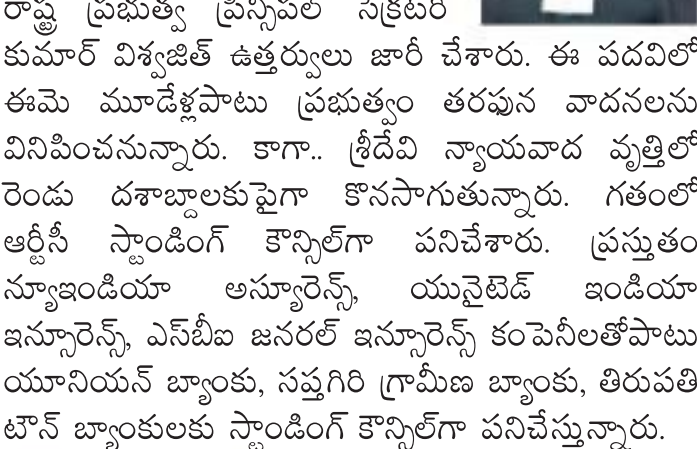 రాష్ట్ర ప్రభుత్వ ప్రిన్సిపల్ సెక్రటరీ
కుమార్ విశ్వజిత్ ఉత్తర్వులు జారీ చేశారు. ఈ పదవిలో
ఈమె మూడేళ్లపాటు ప్రభుత్వం తరఫున వాదనలను
వినిపించనున్నారు. కాగా.. శ్రీదేవి న్యాయవాద వృత్తిలో
రెండు దశాబ్దాలకుపైగా కొనసాగుతున్నారు. గతంలో
ఆర్టీసీ స్టాండింగ్ కౌన్సిల్‌గా పనిచేశారు. ప్రస్తుతం
న్యూఇండియా అస్యూరెన్స్, యునైటెడ్ ఇండియా
ఇన్సూరెన్స్, ఎస్‌బీఐ జనరల్ ఇన్సూరెన్స్ కంపెనీలతోపాటు
యూనియన్ బ్యాంకు, సప్తగిరి గ్రామీణ బ్యాంకు, తిరుపతి
టౌన్ బ్యాంకులకు స్టాండింగ్ కౌన్సిల్‌గా పనిచేస్తున్నారు.